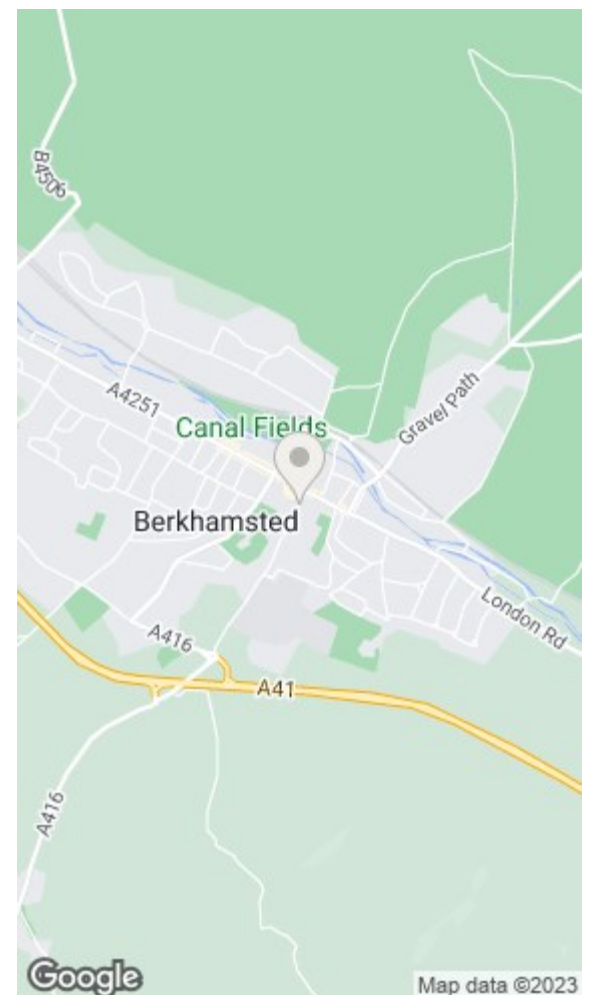 B4506
A4251
Canal Fields
Gravel Path
Berkhamsted
London Rd
A416
A41
A416
Google
Map data ©2023